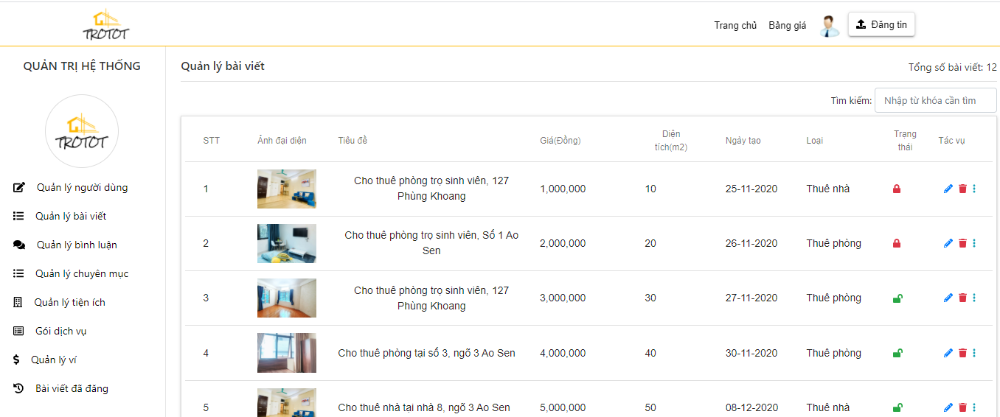 TROTOT
Trang chủ
Bảng giá
Đăng tin
QUẢN TRỊ HỆ THỐNG
TROTOT
Quản lý người dùng
Quản lý bài viết
Quản lý bình luận
Quản lý chuyên mục
Quản lý tiện ích
Gói dịch vụ
Quản lý ví
Bài viết đã đăng
Quản lý bài viết
Tổng số bài viết: 12
Tìm kiếm: Nhập từ khóa cần tìm
STT Ảnh đại diện Tiêu đề Giá(Đồng) Diện tích(m2) Ngày tạo Loại Trạng thái Tác vụ
1 Cho thuê phòng trọ sinh viên, 127 Phùng Khoang 1,000,000 10 25-11-2020 Thuê nhà
2 Cho thuê phòng trọ sinh viên, Số 1 Ao Sen 2,000,000 20 26-11-2020 Thuê phòng
3 Cho thuê phòng trọ sinh viên, 127 Phùng Khoang 3,000,000 30 27-11-2020 Thuê phòng
4 Cho thuê phòng tại số 3, ngõ 3 Ao Sen 4,000,000 40 30-11-2020 Thuê phòng
5 Cho thuê nhà tại nhà 8, ngõ 3 Ao Sen 5,000,000 50 08-12-2020 Thuê nhà